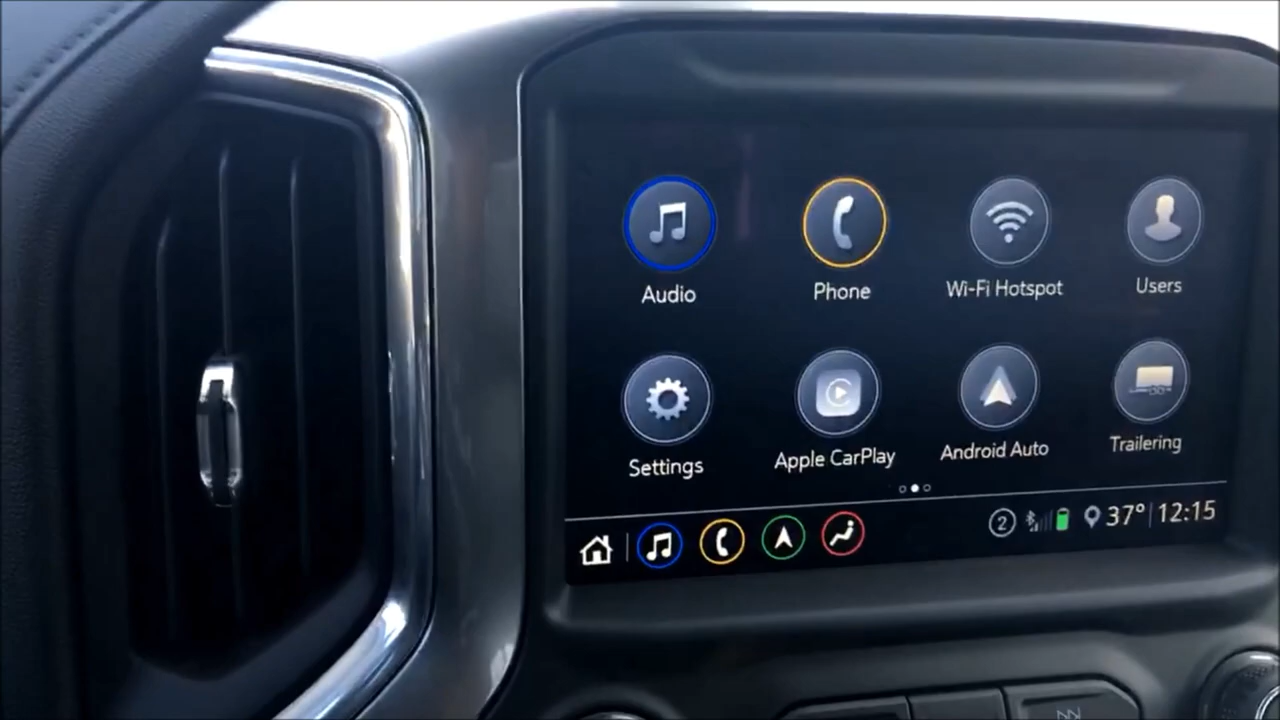 Audio Phone Wi-Fi Hotspot Users
Settings Apple CarPlay Android Auto Trailering
2 37° 12:15